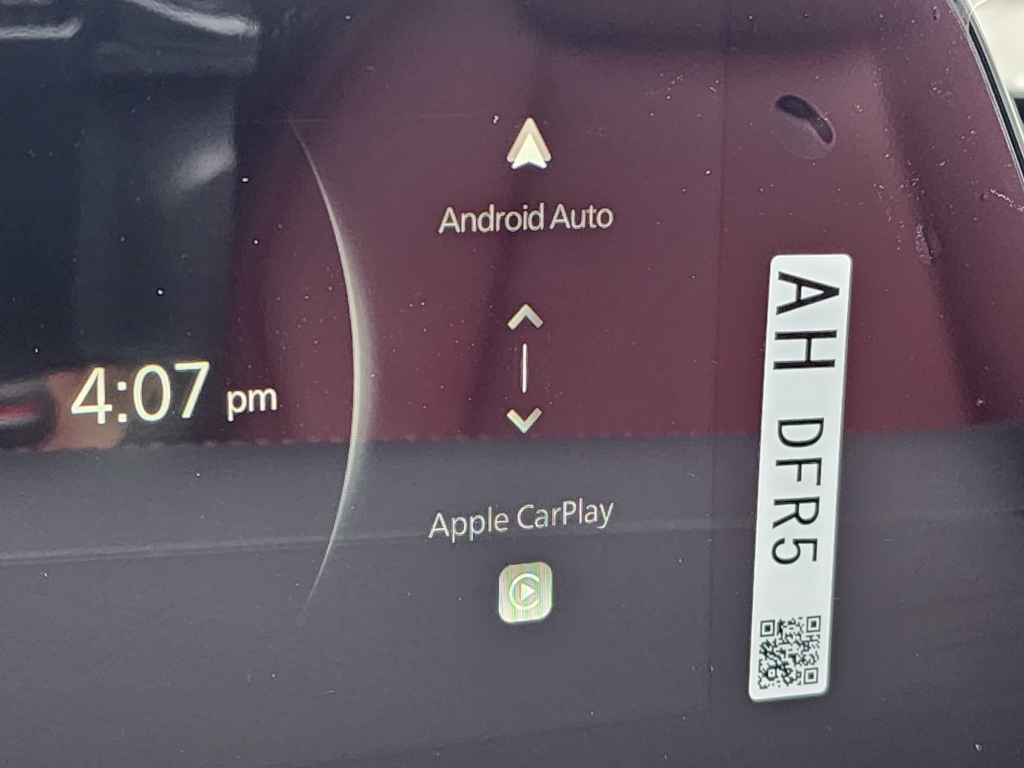 Android Auto
4:07 pm
Apple CarPlay
AH DFR5